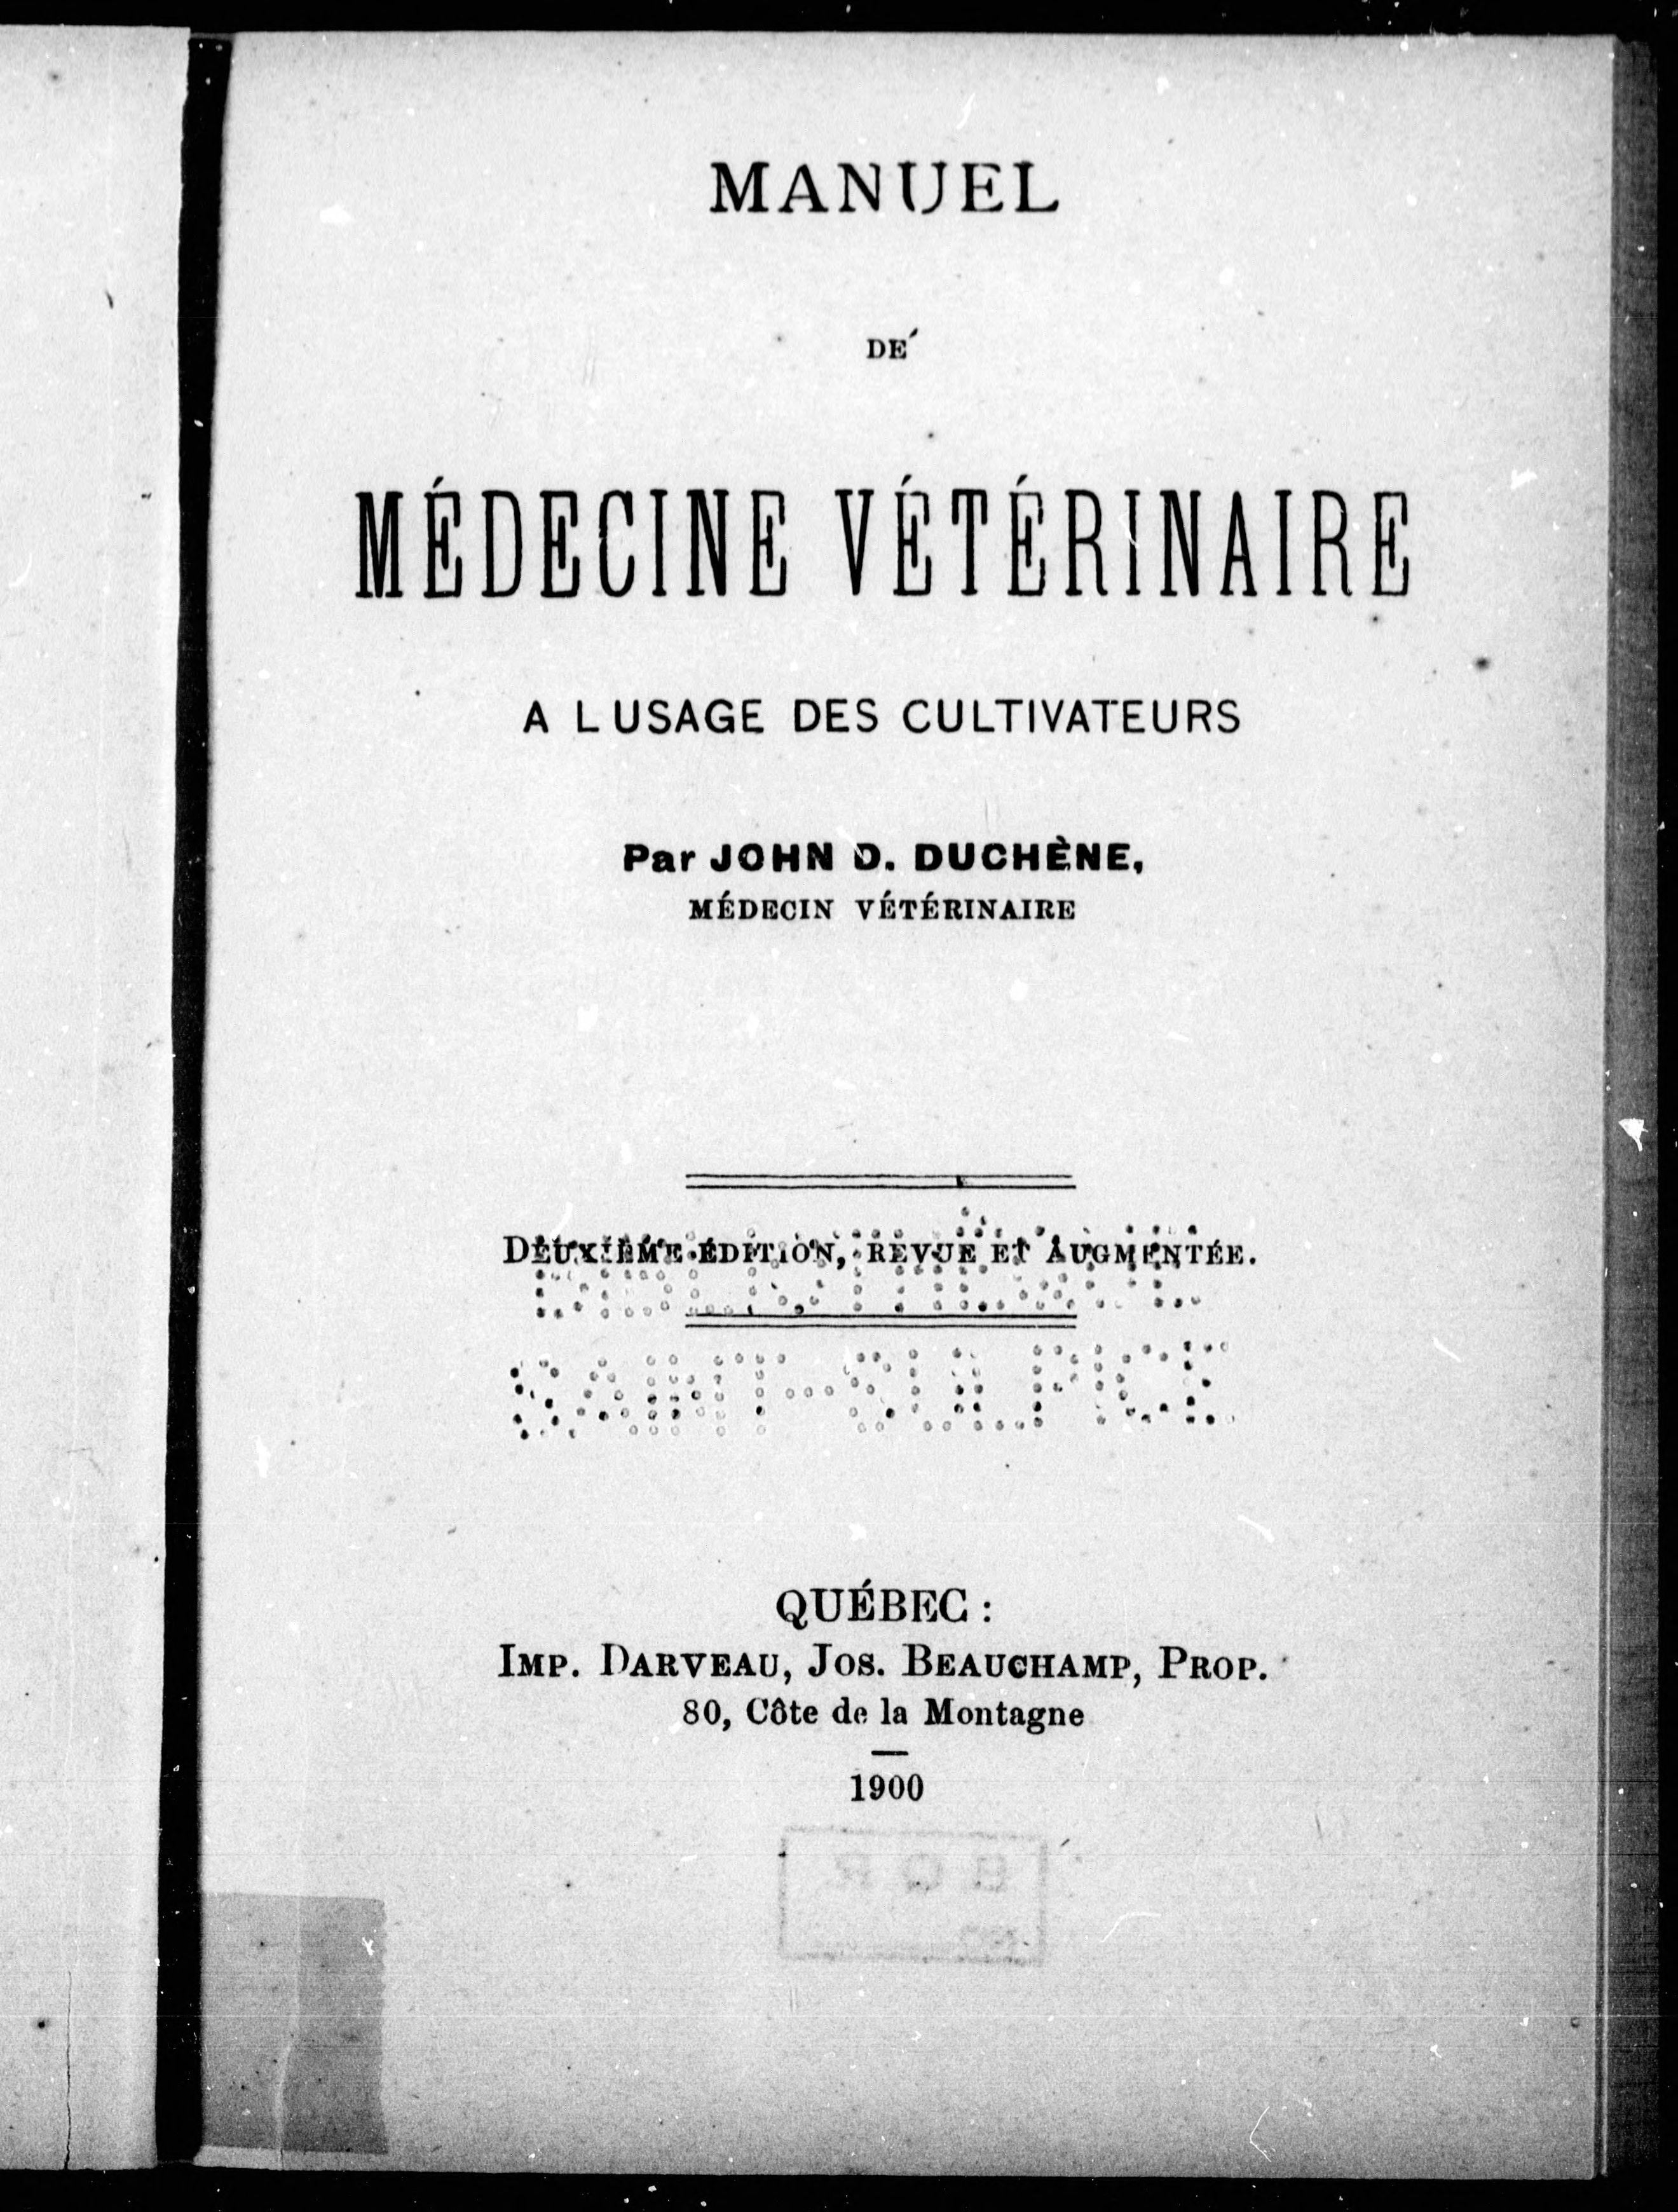 MANUEL
DE
MÉDECINE VÉTÉRINAIRE
A L USAGE DES CULTIVATEURS
Par JOHN D. DUCHÈNE,
MÉDECIN VÉTÉRINAIRE
DEUXIÈME ÉDITION, REVUE ET AUGMENTÉE.
SAINT-SULPICE
QUÉBEC :
IMP. DARVEAU, JOS. BEAUCHAMP, PROP.
80, Côte de la Montagne
1900
B Q R